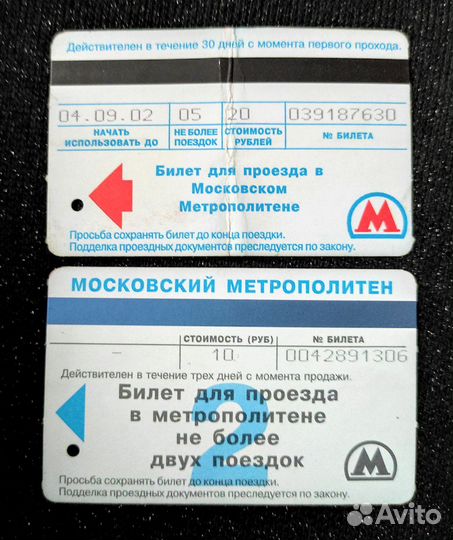 Действителен в течение 30 дней с момента первого прохода.
04.09.02 05 20 039187630
НАЧАТЬ НЕ БОЛЕЕ СТОИМОСТЬ № БИЛЕТА
ИСПОЛЬЗОВАТЬ ДО ПОЕЗДОК РУБЛЕЙ
Билет для проезда в
Московском
Метрополитене
М
Просьба сохранять билет до конца поездки.
Подделка проездных документов преследуется по закону.
МОСКОВСКИЙ МЕТРОПОЛИТЕН
СТОИМОСТЬ (РУБ) № БИЛЕТА
- 10 0042891306
Действителен в течение трех дней с момента продажи.
2
Билет для проезда
в метрополитене
не более
двух поездок
М
Просьба сохранять билет до конца поездки.
Подделка проездных документов преследуется по закону.
Avito